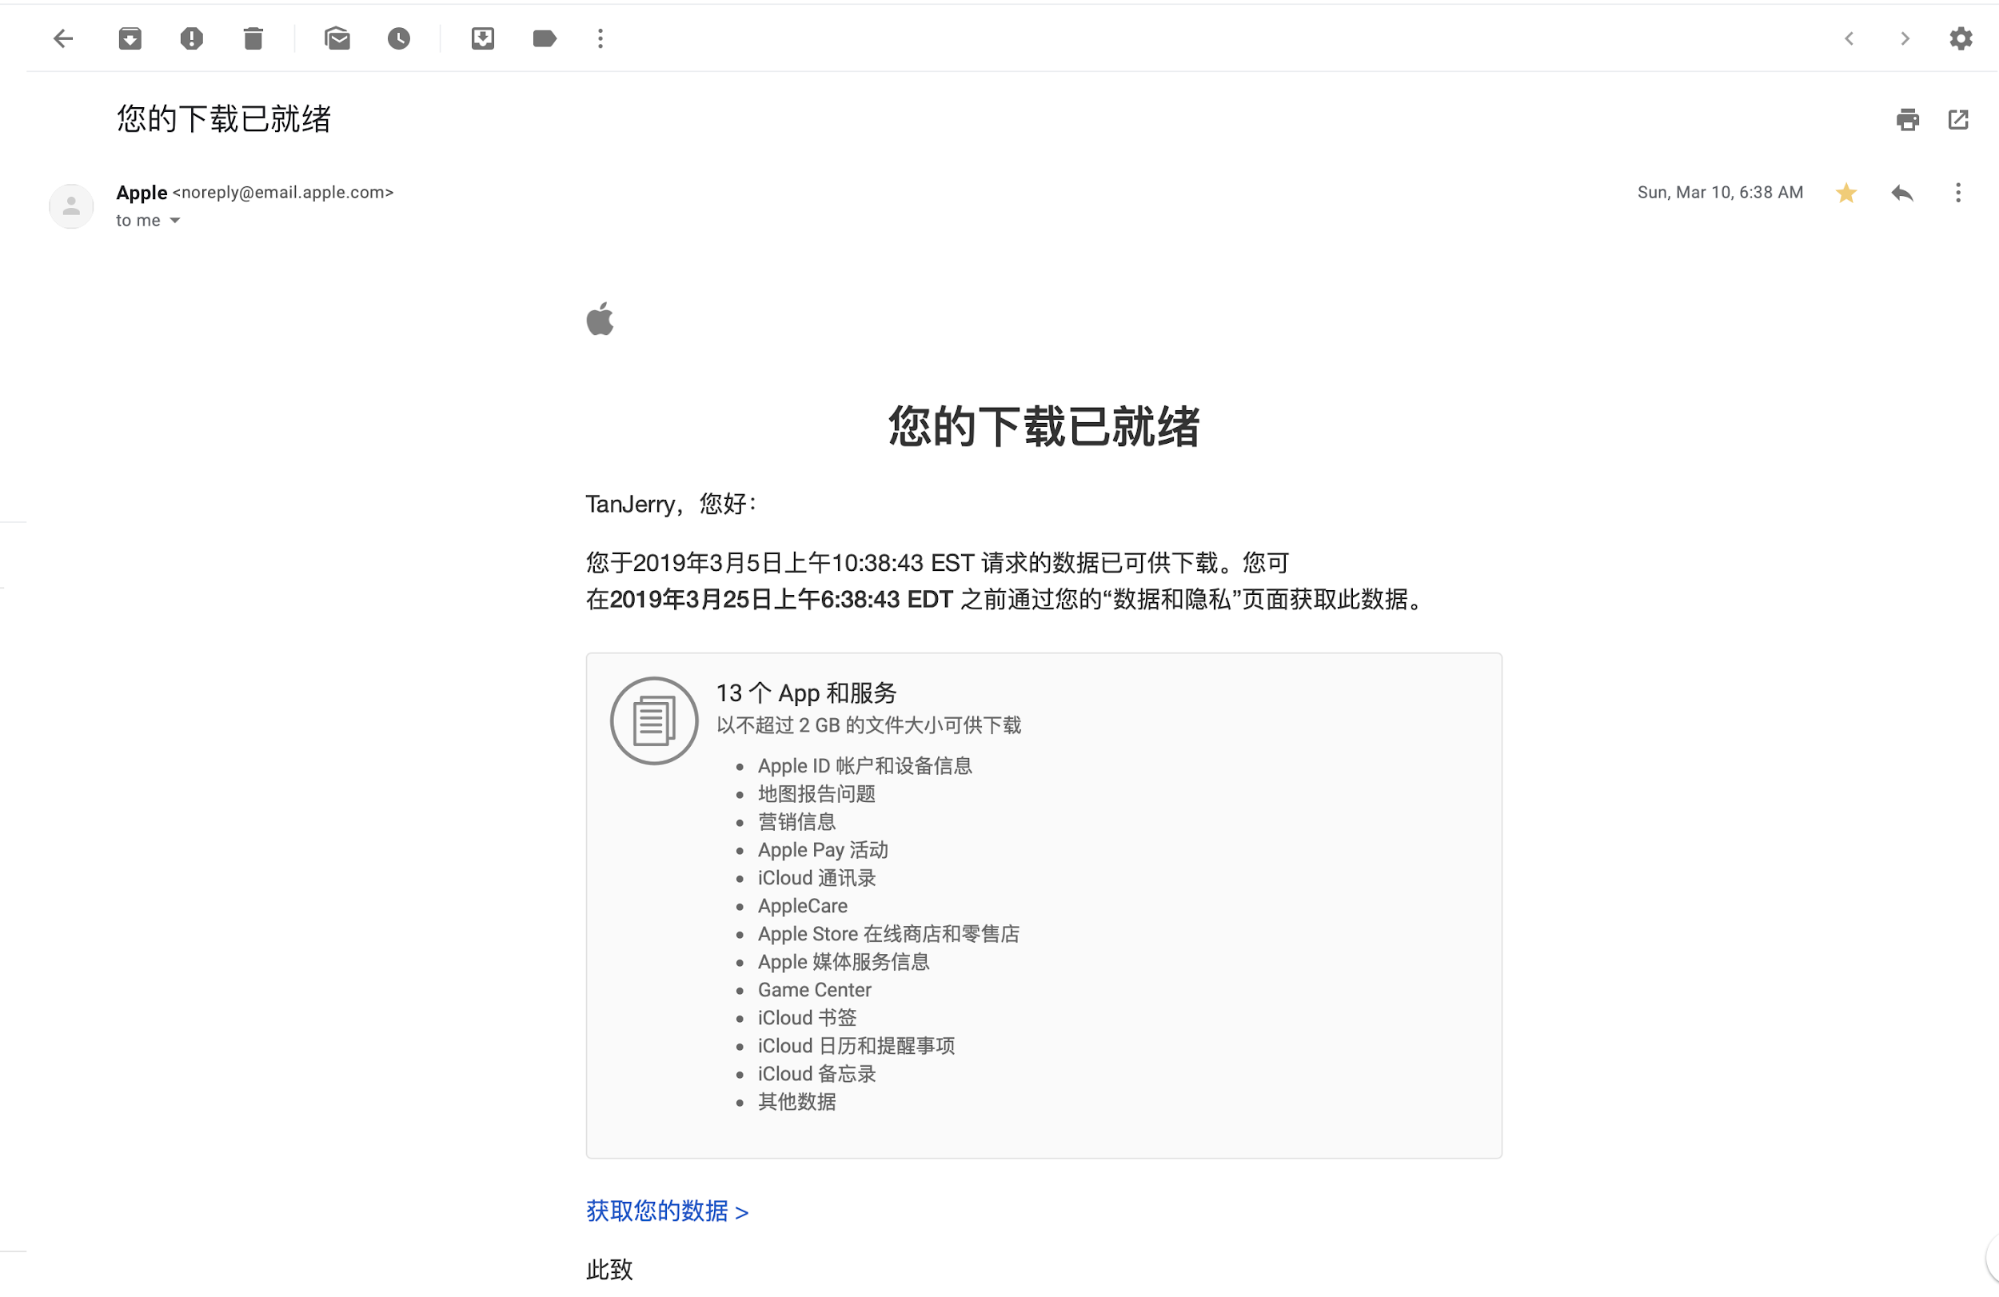 您的下载已就绪
Apple <noreply@email.apple.com>
Sun, Mar 10, 6:38 AM
to me
您的下载已就绪
TanJerry，您好：
您于2019年3月5日上午10:38:43 EST 请求的数据已可供下载。您可
在2019年3月25日上午6:38:43 EDT 之前通过您的“数据和隐私”页面获取此数据。
13 个 App 和服务
以不超过 2 GB 的文件大小可供下载
• Apple ID 帐户和设备信息
• 地图报告问题
• 营销信息
• Apple Pay 活动
• iCloud 通讯录
• AppleCare
• Apple Store 在线商店和零售店
• Apple 媒体服务信息
• Game Center
• iCloud 书签
• iCloud 日历和提醒事项
• iCloud 备忘录
• 其他数据
获取您的数据 >
此致